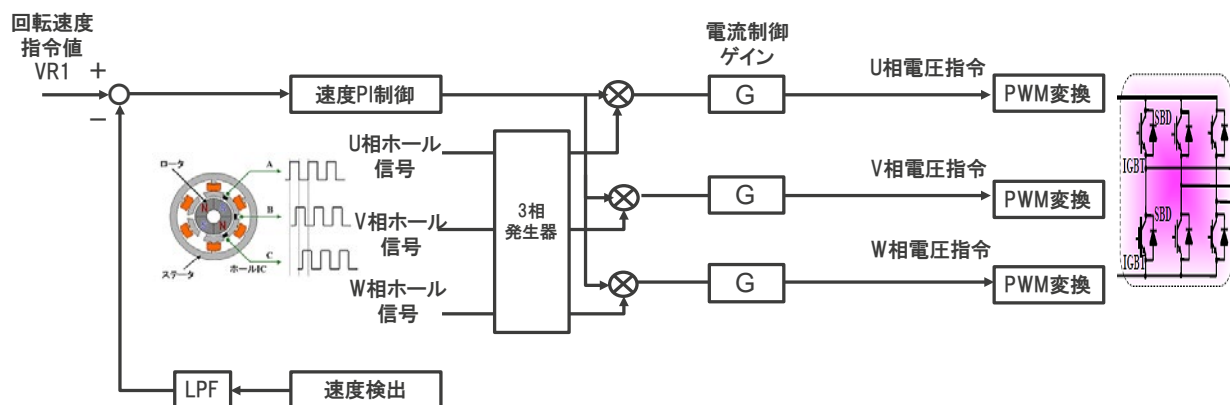 回転速度
指令値
VR1
+
−
速度PI制御
電流制御
ゲイン
G
U相電圧指令
PWM変換
U相ホール
信号
V相ホール
信号
W相ホール
信号
3相
発生器
G
V相電圧指令
PWM変換
G
W相電圧指令
PWM変換
ロータ
ステータ
ホールIC
A
B
C
N
N
SBD
IGBT
SBD
IGBT
LPF
速度検出